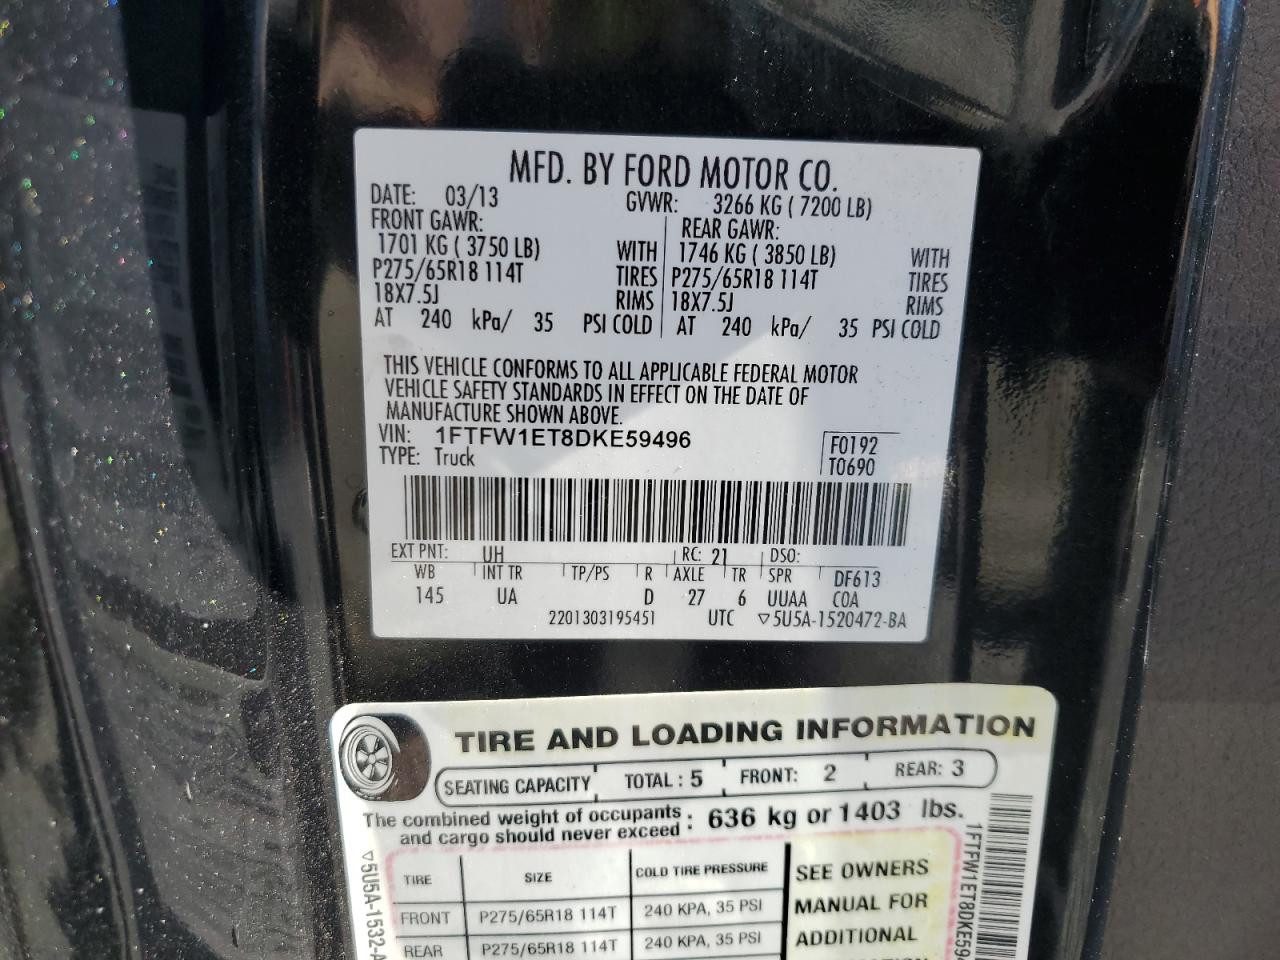 MFD. BY FORD MOTOR CO.
DATE: 03/13 GVWR: 3266 KG ( 7200 LB)
FRONT GAWR: REAR GAWR:
1701 KG ( 3750 LB) WITH 1746 KG ( 3850 LB) WITH
P275/65R18 114T TIRES P275/65R18 114T TIRES
18X7.5J RIMS 18X7.5J RIMS
AT 240 kPa/ 35 PSI COLD AT 240 kPa/ 35 PSI COLD
THIS VEHICLE CONFORMS TO ALL APPLICABLE FEDERAL MOTOR
VEHICLE SAFETY STANDARDS IN EFFECT ON THE DATE OF
MANUFACTURE SHOWN ABOVE.
VIN: 1FTFW1ET8DKE59496 F0192
TYPE: Truck T0690
EXT PNT: UH RC: 21 DSO:
WB INT TR TP/PS R AXLE TR SPR DF613
145 UA D 27 6 UUAA COA
2201303195451 UTC ▽5U5A-1520472-BA
TIRE AND LOADING INFORMATION
SEATING CAPACITY TOTAL : 5 FRONT: 2 REAR: 3
The combined weight of occupants and cargo should never exceed : 636 kg or 1403 lbs.
TIRE SIZE COLD TIRE PRESSURE SEE OWNERS
FRONT P275/65R18 114T 240 KPA, 35 PSI MANUAL FOR
REAR P275/65R18 114T 240 KPA, 35 PSI ADDITIONAL
▽5U5A-1532-A
1FTFW1ET8DKE594